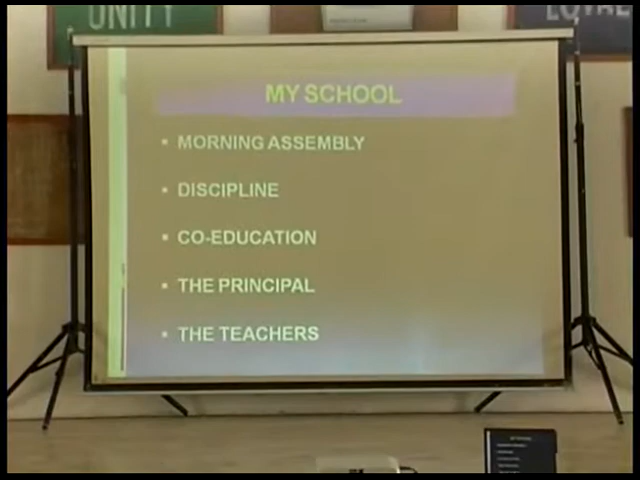 UNITY
MY SCHOOL
▪ MORNING ASSEMBLY
▪ DISCIPLINE
▪ CO-EDUCATION
▪ THE PRINCIPAL
▪ THE TEACHERS